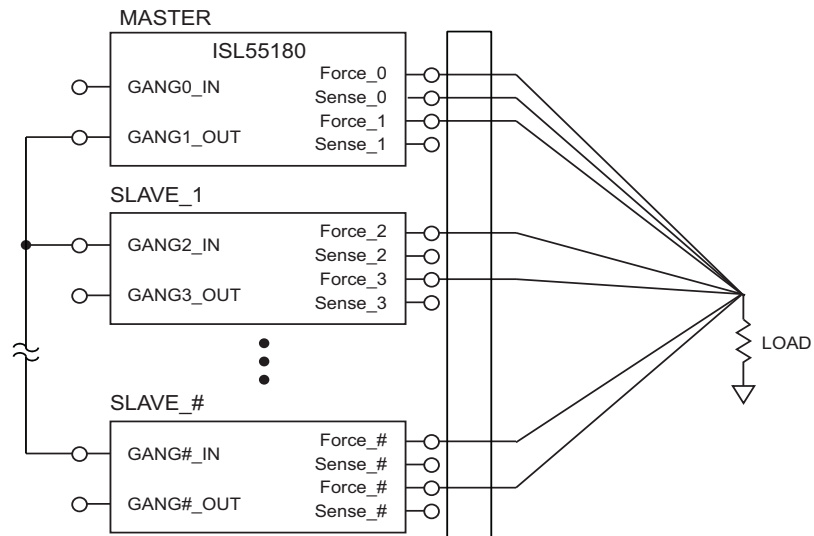 MASTER
ISL55180
GANG0_IN
GANG1_OUT
Force_0
Sense_0
Force_1
Sense_1
SLAVE_1
GANG2_IN
GANG3_OUT
Force_2
Sense_2
Force_3
Sense_3
LOAD
SLAVE_#
GANG#_IN
GANG#_OUT
Force_#
Sense_#
Force_#
Sense_#